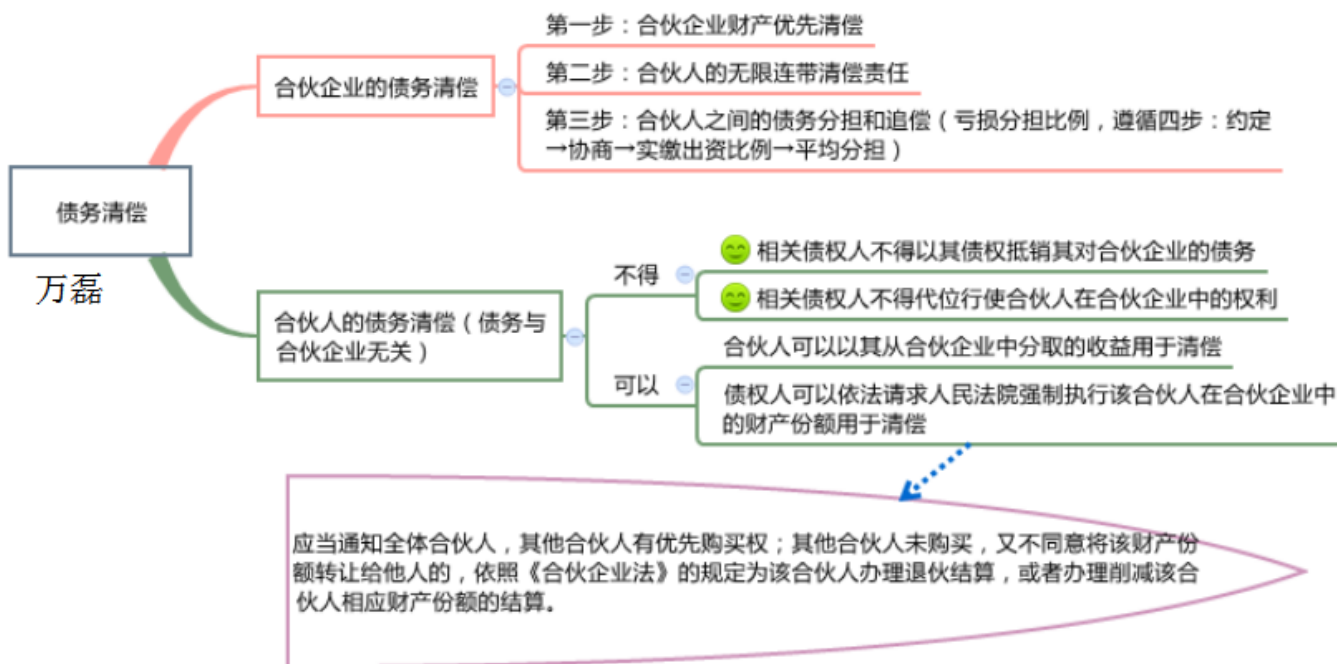 第一步：合伙企业财产优先清偿
合伙企业的债务清偿
第二步：合伙人的无限连带清偿责任
第三步：合伙人之间的债务分担和追偿（亏损分担比例，遵循四步：约定
→协商→实缴出资比例→平均分担）
债务清偿
万磊
合伙人的债务清偿（债务与
合伙企业无关）
不得
相关债权人不得以其债权抵销其对合伙企业的债务
相关债权人不得代位行使合伙人在合伙企业中的权利
可以
合伙人可以以其从合伙企业中分取的收益用于清偿
债权人可以依法请求人民法院强制执行该合伙人在合伙企业中
的财产份额用于清偿
应当通知全体合伙人，其他合伙人有优先购买权；其他合伙人未购买，又不同意将该财产份
额转让给他人的，依照《合伙企业法》的规定为该合伙人办理退伙结算，或者办理削减该合
伙人相应财产份额的结算。